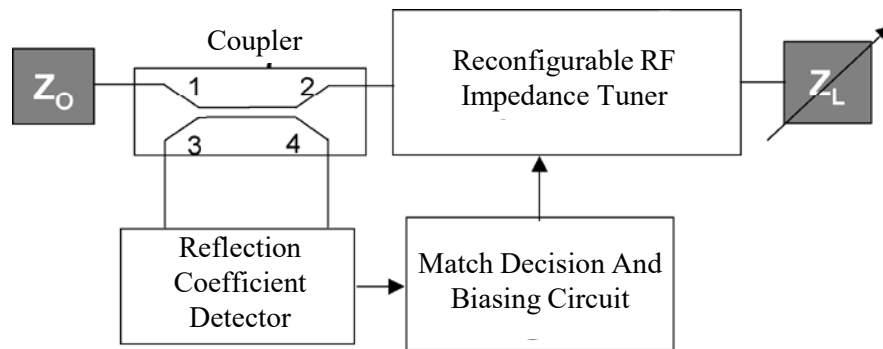 Coupler
Z_O
1 2
3 4
Reconfigurable RF
Impedance Tuner
Z_L
Reflection
Coefficient
Detector
Match Decision And
Biasing Circuit